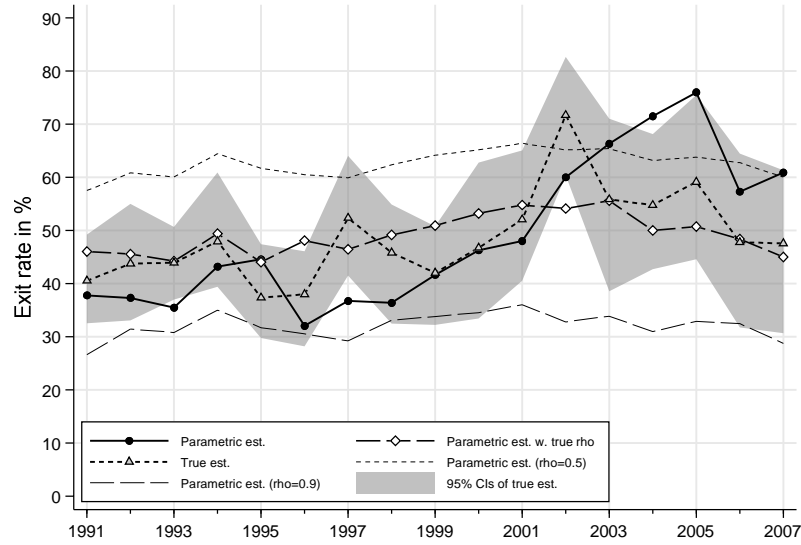 Exit rate in %
90
80
70
60
50
40
30
20
10
0
Parametric est.
Parametric est. w. true rho
True est.
Parametric est. (rho=0.5)
Parametric est. (rho=0.9)
95% CIs of true est.
1991 1993 1995 1997 1999 2001 2003 2005 2007